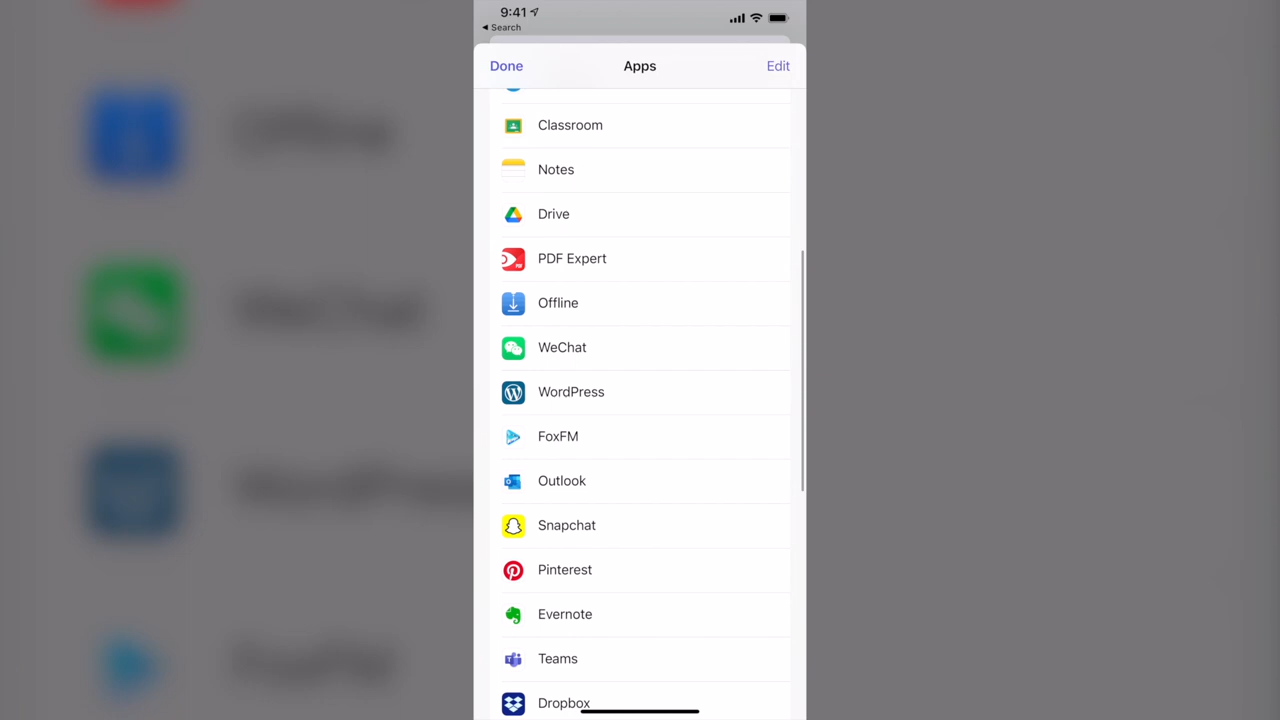 9:41
Search
Done
Apps
Edit
Classroom
Notes
Drive
PDF Expert
Offline
WeChat
WordPress
FoxFM
Outlook
Snapchat
Pinterest
Evernote
Teams
Dropbox